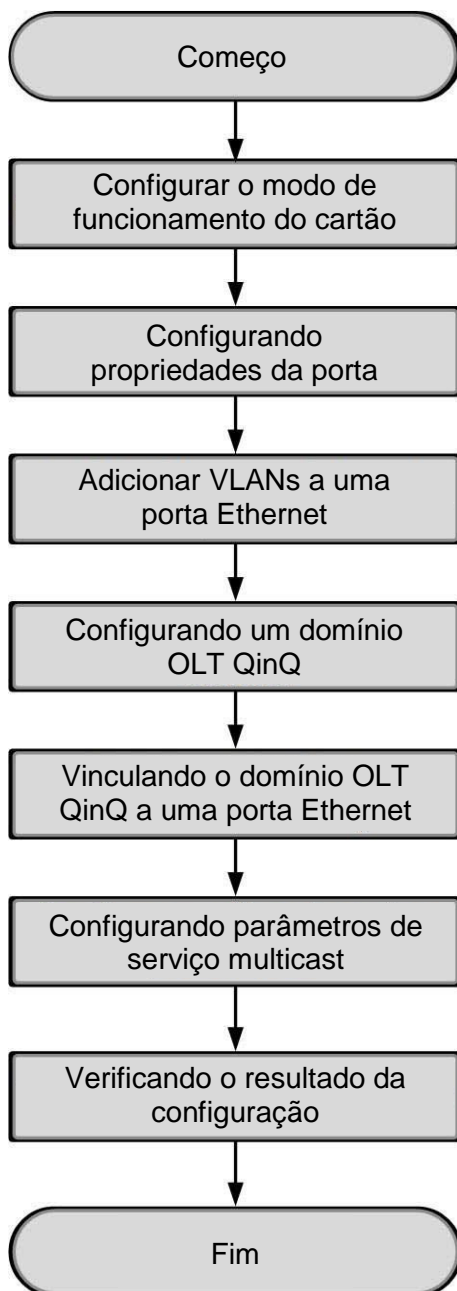 Começo
Configurar o modo de
funcionamento do cartão
Configurando
propriedades da porta
Adicionar VLANs a uma
porta Ethernet
Configurando um domínio
OLT QinQ
Vinculando o domínio OLT
QinQ a uma porta Ethernet
Configurando parâmetros de
serviço multicast
Verificando o resultado da
configuração
Fim